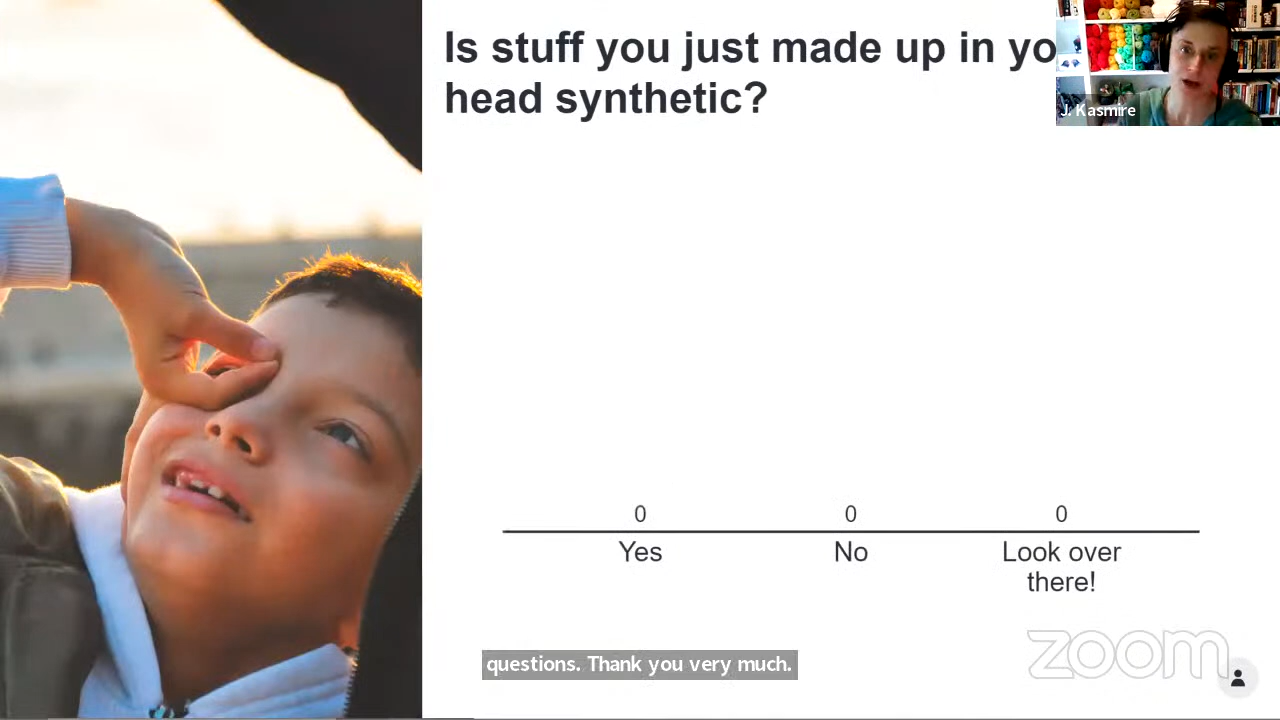 Is stuff you just made up in yo
head synthetic?
J. Kasmire
0 0 0
Yes No Look over
there!
zoom
questions. Thank you very much.